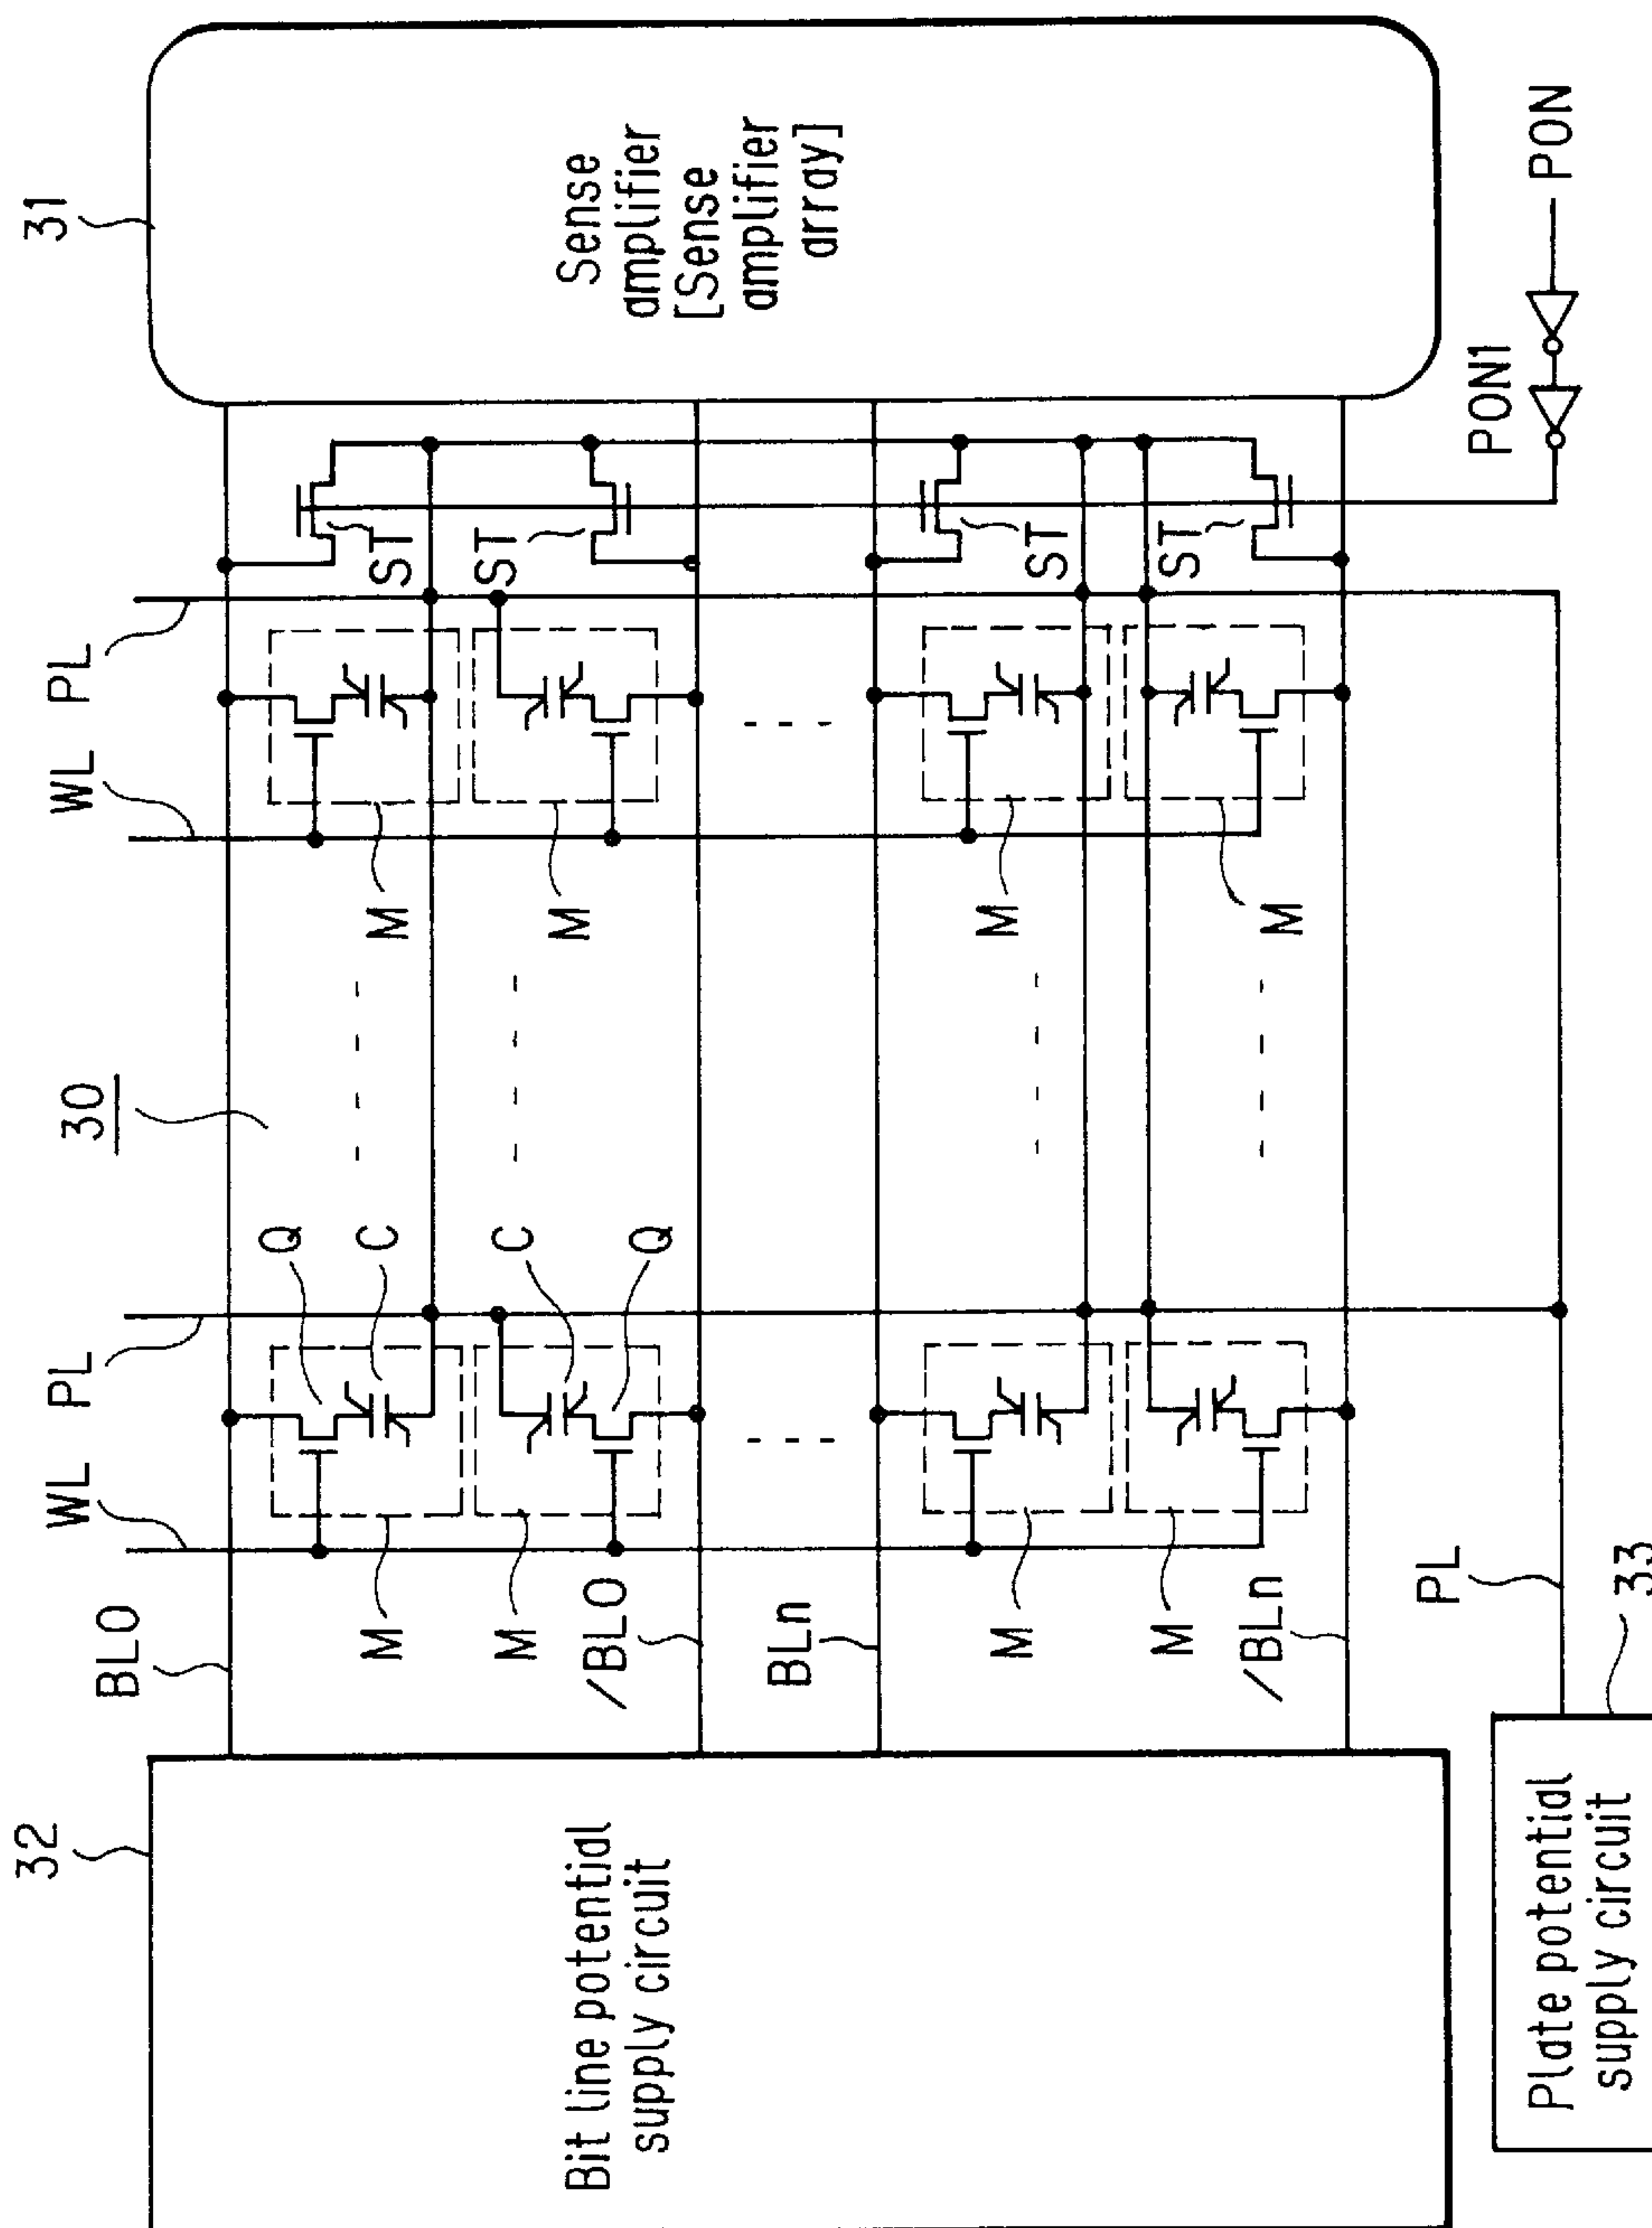 32
Bit line potential
supply circuit
BL0
WL
PL
30
WL
PL
31
Sense
amplifier
[Sense
amplifier
array]
Q
C
C
Q
M
M
M
M
ST
ST
/BL0
BLn
M
M
M
M
ST
ST
/BLn
PL
33
Plate potential
supply circuit
PON1
PON